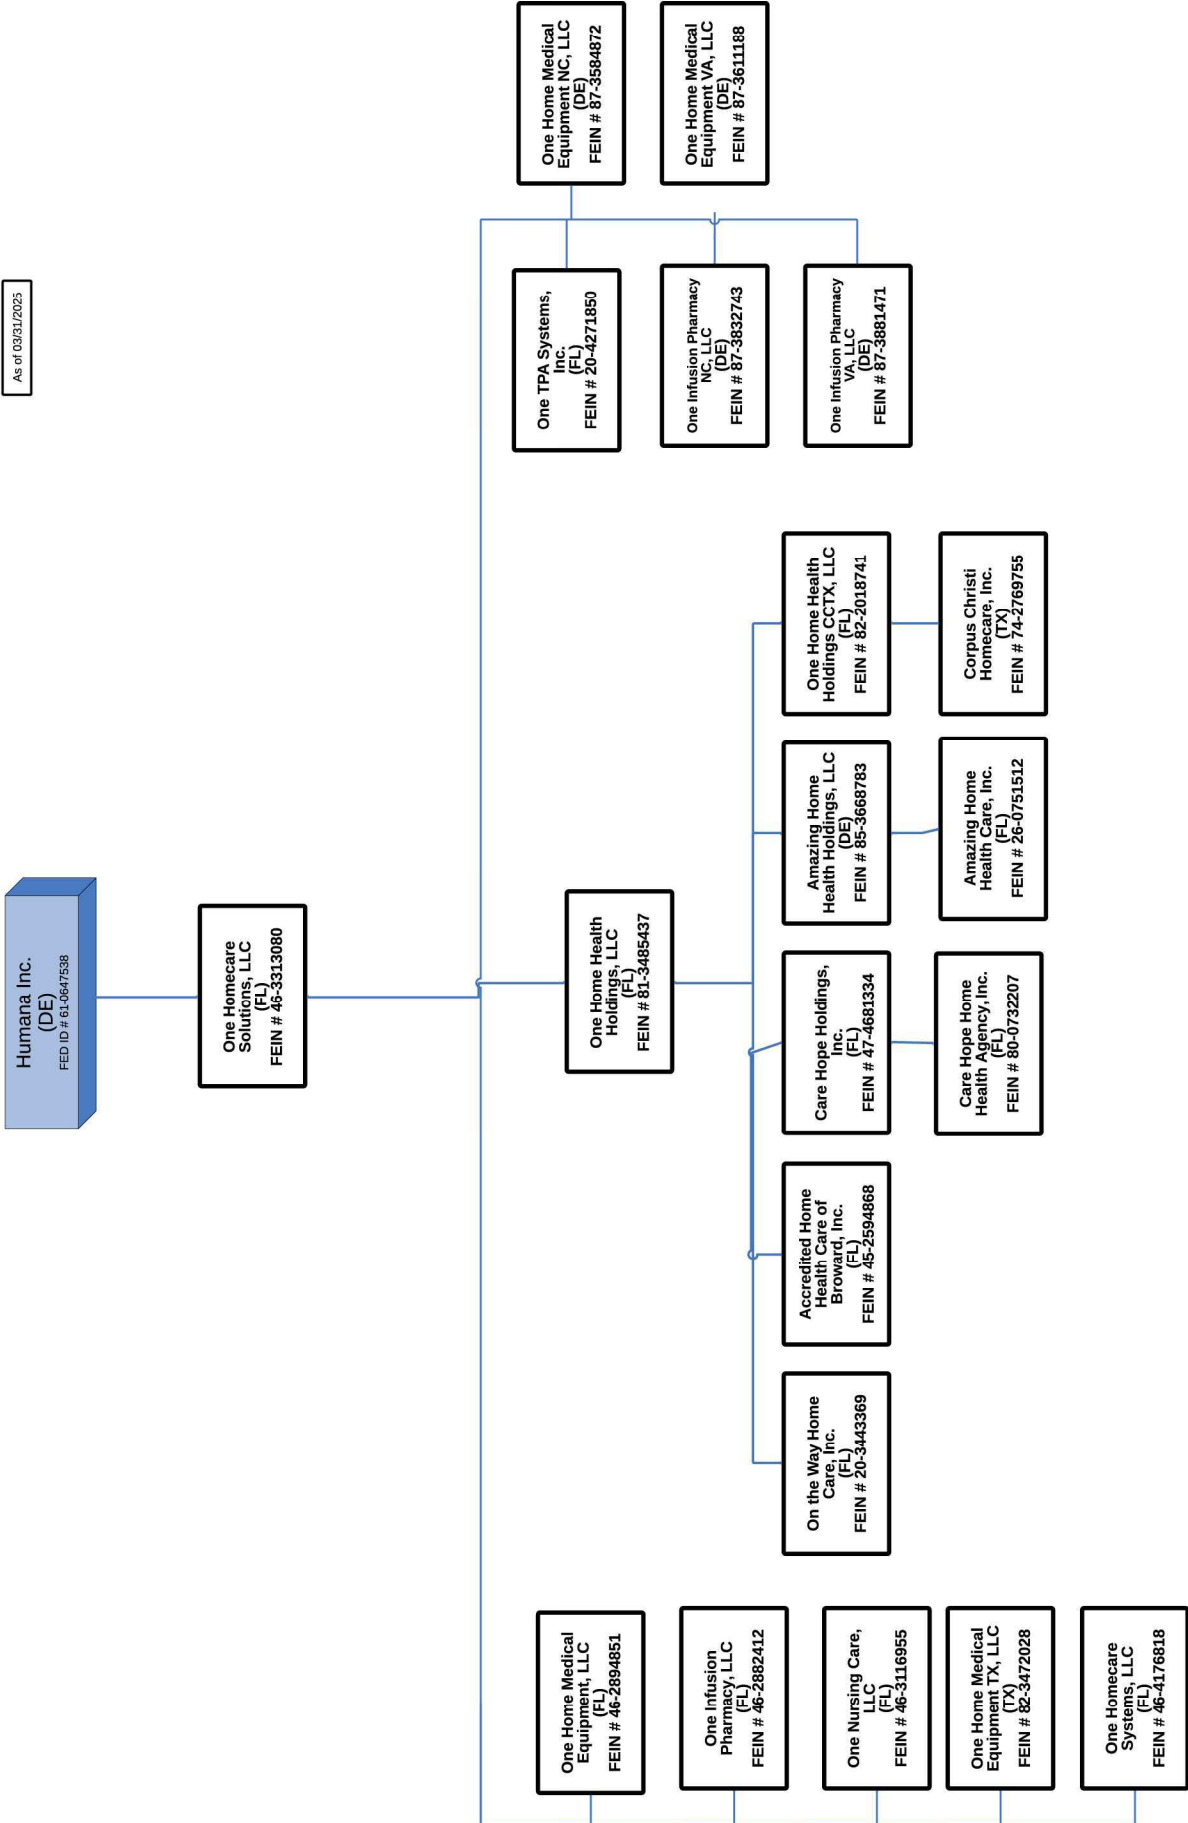 As of 03/31/2025
Humana Inc.
(DE)
FED ID # 61-0647538
One Homecare
Solutions, LLC
(FL)
FEIN # 46-3313080
One Home Medical
Equipment, LLC
(FL)
FEIN # 46-2894851
One Infusion
Pharmacy, LLC
(FL)
FEIN # 46-2882412
One Nursing Care,
LLC
(FL)
FEIN # 46-3116955
One Home Medical
Equipment TX, LLC
(TX)
FEIN # 82-3472028
One Homecare
Systems, LLC
(FL)
FEIN # 46-4176818
One Home Health
Holdings, LLC
(FL)
FEIN # 81-3485437
On the Way Home
Care, Inc.
(FL)
FEIN # 20-3443369
Accredited Home
Health Care of
Broward, Inc.
(FL)
FEIN # 45-2594868
Care Hope Holdings,
Inc.
(FL)
FEIN # 47-4681334
Care Hope Home
Health Agency, Inc.
(FL)
FEIN # 80-0732207
Amazing Home
Health Holdings, LLC
(DE)
FEIN # 85-3668783
Amazing Home
Health Care, Inc.
(FL)
FEIN # 26-0751512
One Home Health
Holdings CCTX, LLC
(FL)
FEIN # 82-2018741
Corpus Christi
Homecare, Inc.
(TX)
FEIN # 74-2769755
One TPA Systems,
Inc.
(FL)
FEIN # 20-4271850
One Infusion Pharmacy
NC, LLC
(DE)
FEIN # 87-3832743
One Infusion Pharmacy
VA, LLC
(DE)
FEIN # 87-3881471
One Home Medical
Equipment NC, LLC
(DE)
FEIN # 87-3584872
One Home Medical
Equipment VA, LLC
(DE)
FEIN # 87-3611188